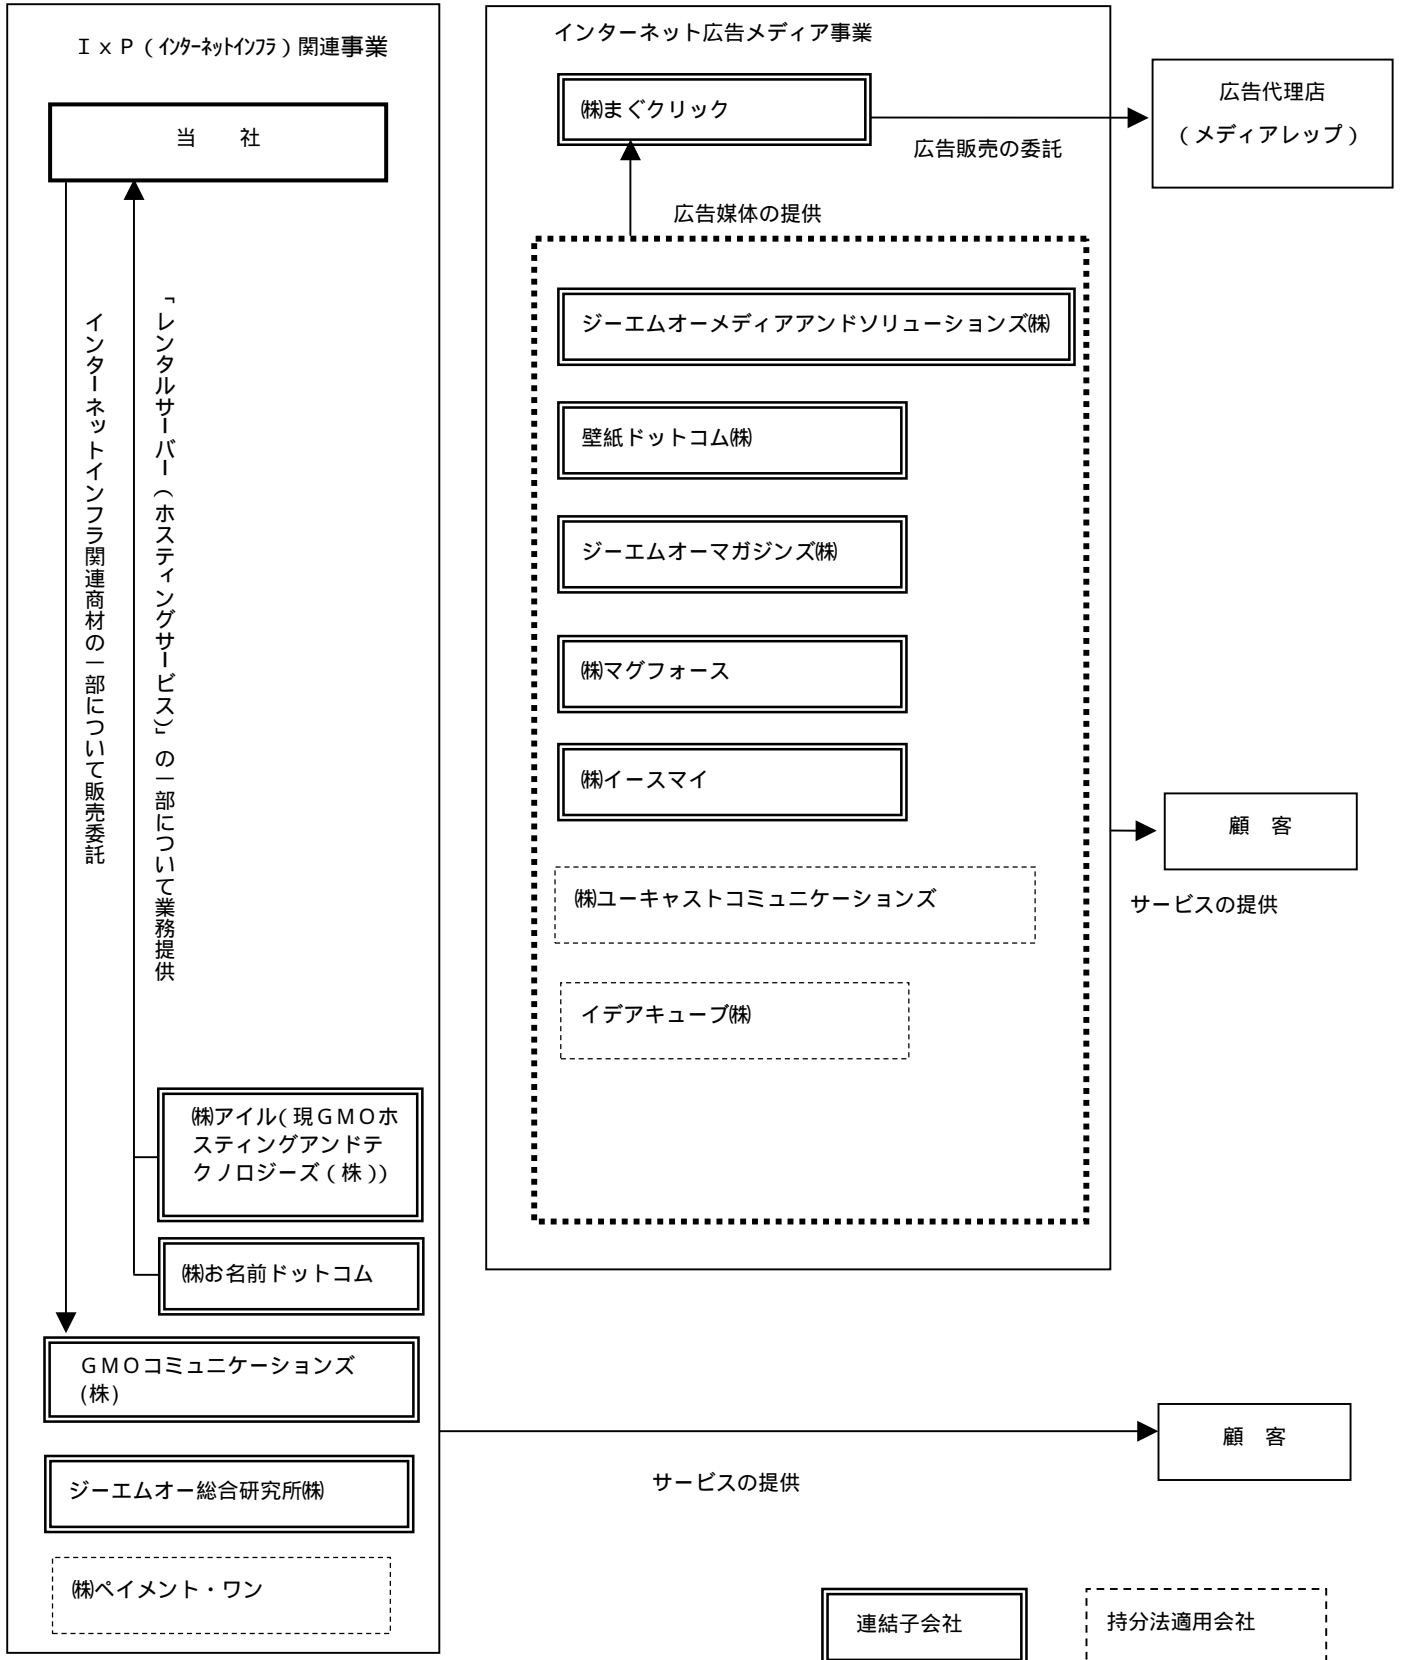 ＩｘＰ（ｲﾝﾀｰﾈｯﾄｲﾝﾌﾗ）関連事業
当　　社
インターネットインフラ関連商材の一部について販売委託
「レンタルサーバー（ホスティングサービス）」の一部について業務提供
㈱アイル(現ＧＭＯホ
スティングアンドテ
クノロジーズ（株）)
㈱お名前ドットコム
ＧＭＯコミュニケーションズ
(株)
ジーエムオー総合研究所㈱
㈱ペイメント・ワン
インターネット広告メディア事業
㈱まぐクリック
広告販売の委託
広告代理店
（メディアレップ）
広告媒体の提供
ジーエムオーメディアアンドソリューションズ㈱
壁紙ドットコム㈱
ジーエムオーマガジンズ㈱
㈱マグフォース
㈱イースマイ
㈱ユーキャストコミュニケーションズ
イデアキューブ㈱
顧　客
サービスの提供
顧　客
サービスの提供
連結子会社
持分法適用会社